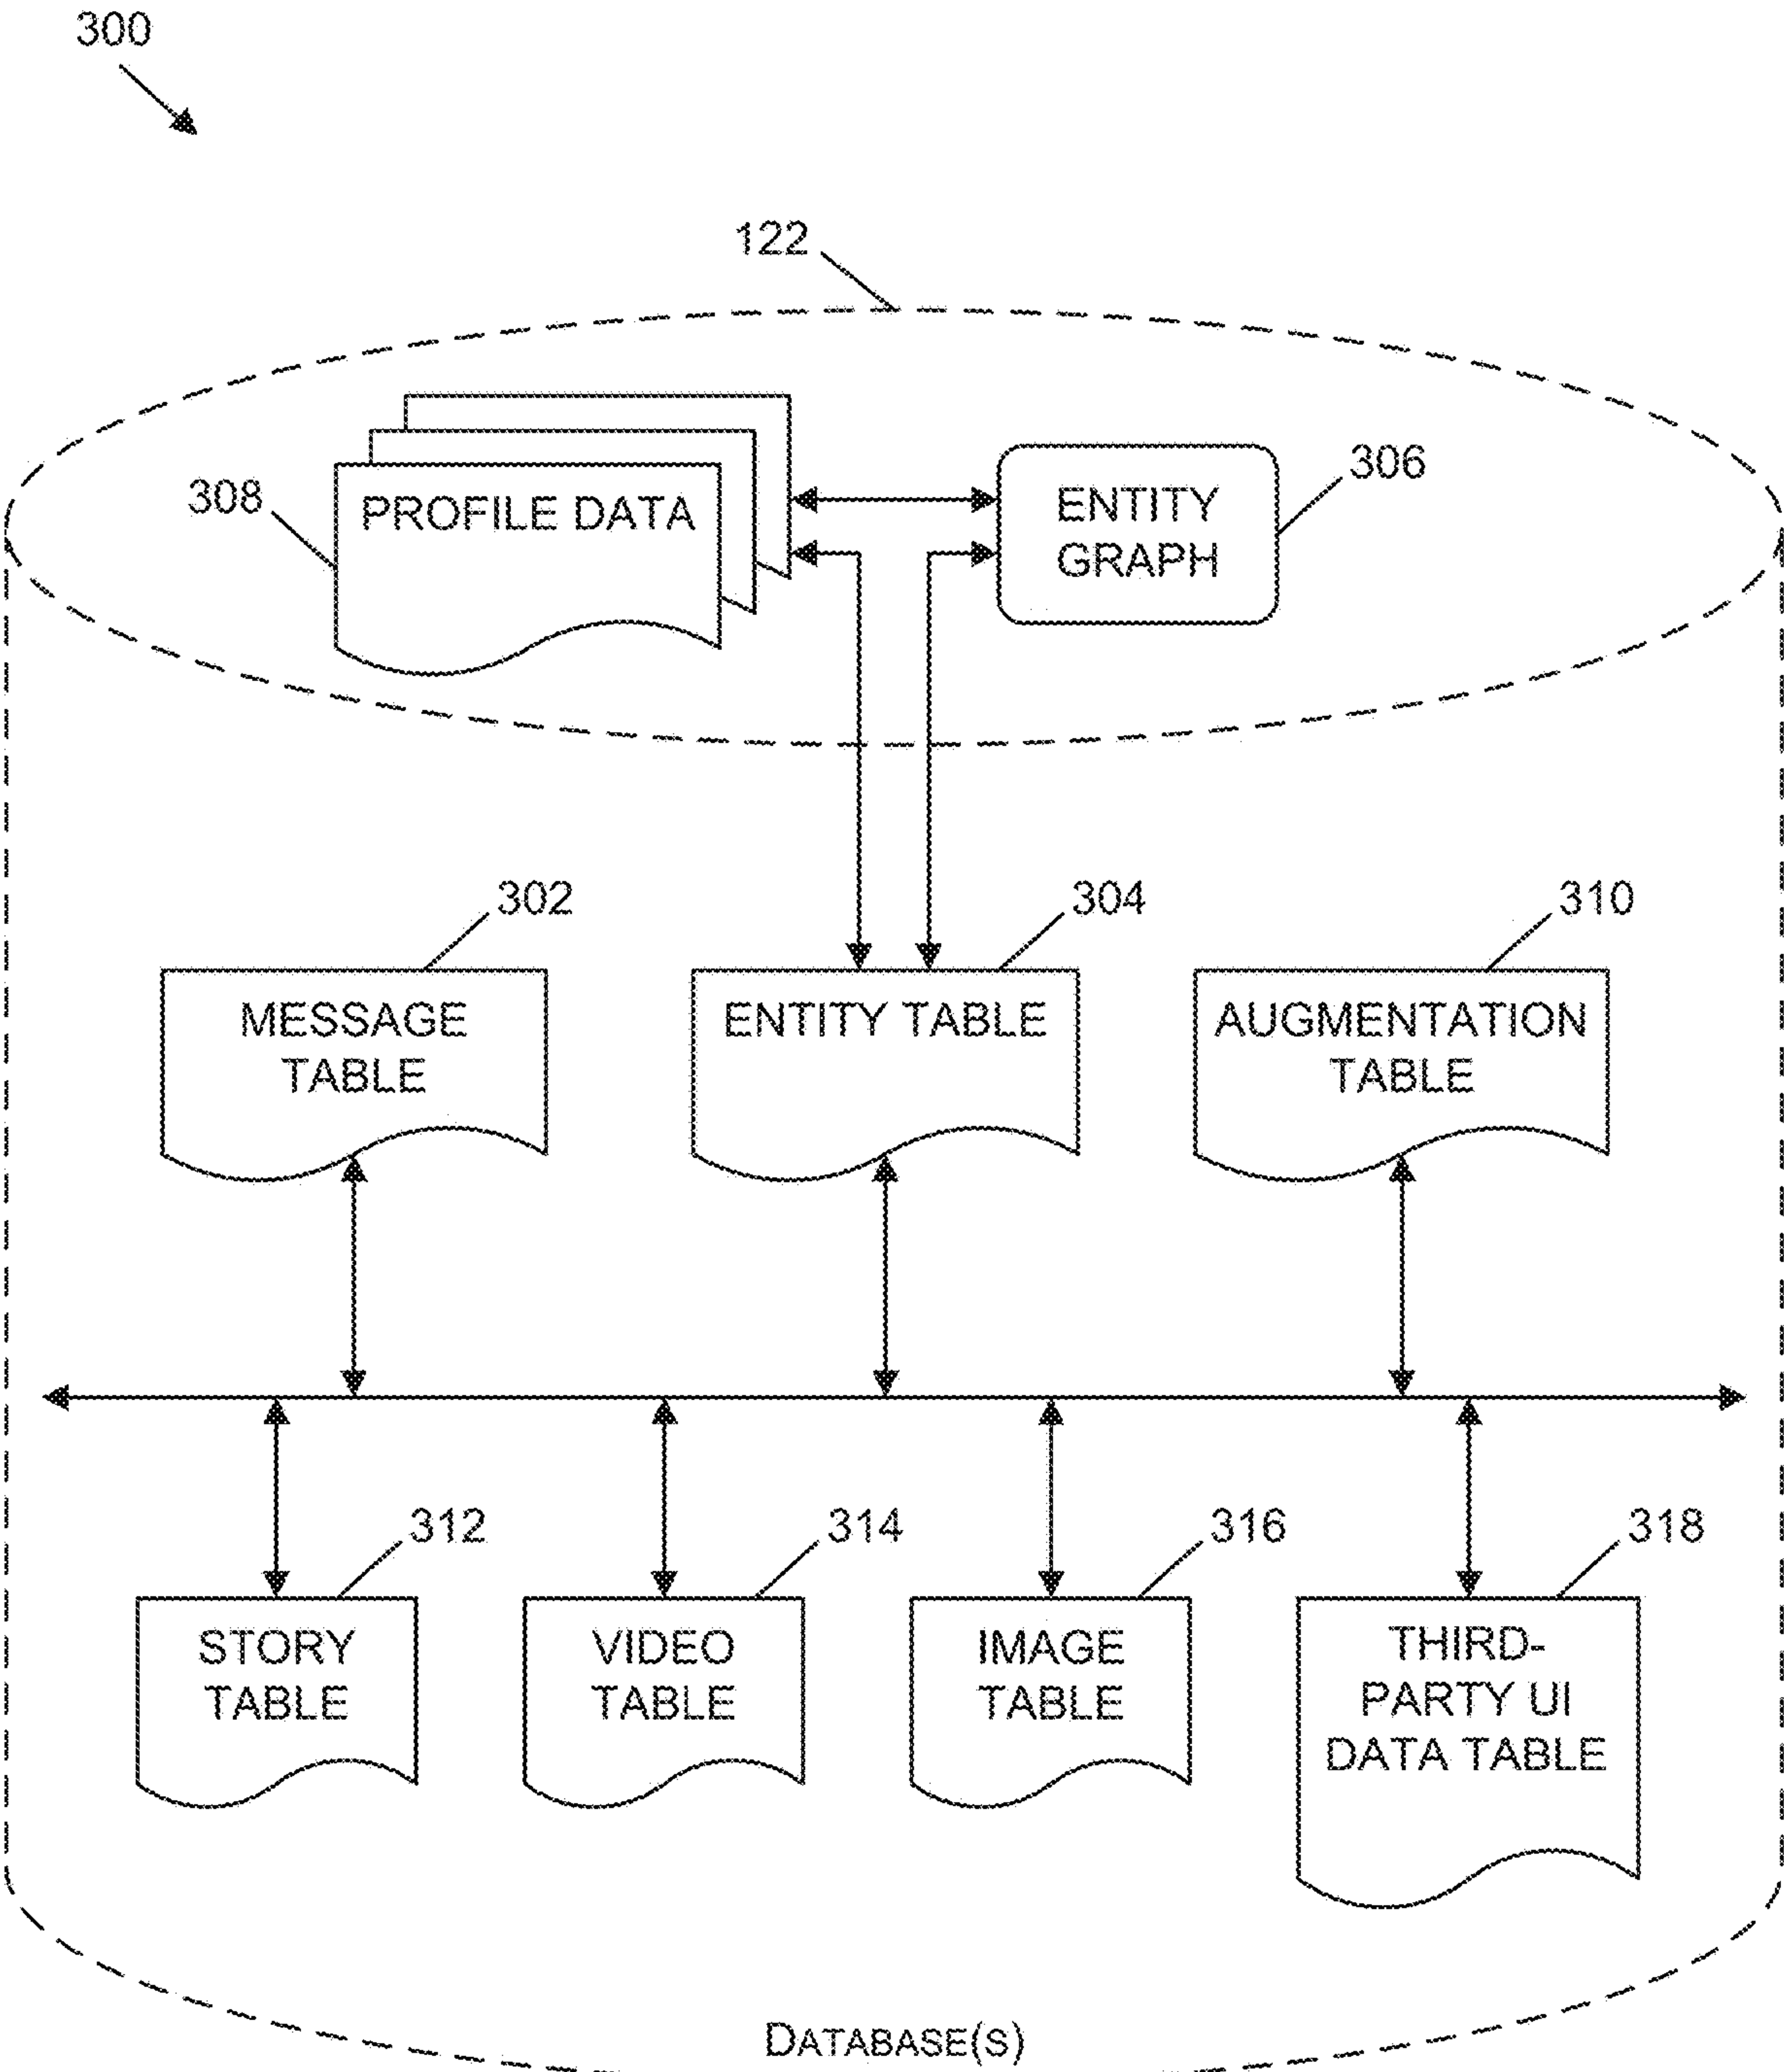 300
122
308
PROFILE DATA
ENTITY
GRAPH
306
302
304
310
MESSAGE
TABLE
ENTITY TABLE
AUGMENTATION
TABLE
312
314
316
318
STORY
TABLE
VIDEO
TABLE
IMAGE
TABLE
THIRD-
PARTY UI
DATA TABLE
DATABASE(S)